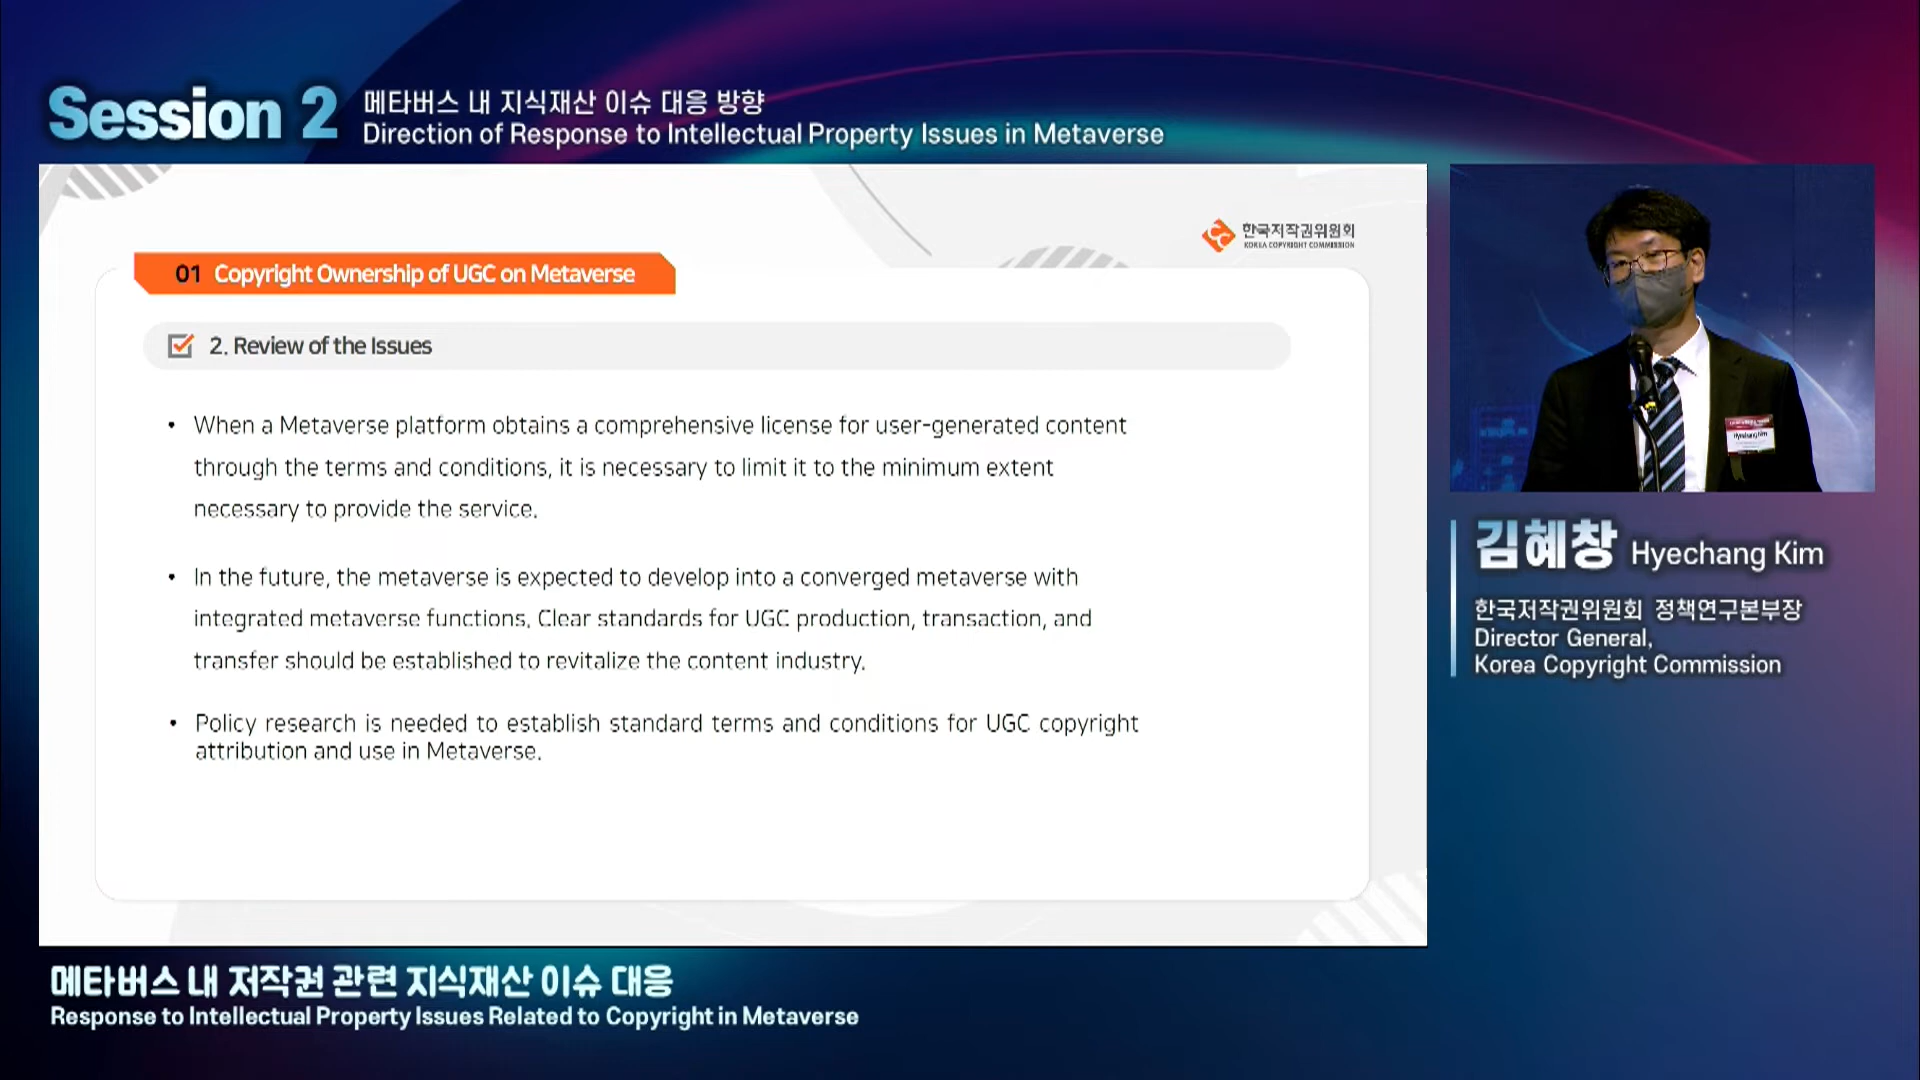 Session 2
메타버스 내 지식재산 이슈 대응 방향
Direction of Response to Intellectual Property Issues in Metaverse
한국저작권위원회
KOREA COPYRIGHT COMMISSION
01 Copyright Ownership of UGC on Metaverse
2. Review of the Issues
• When a Metaverse platform obtains a comprehensive license for user-generated content
through the terms and conditions, it is necessary to limit it to the minimum extent
necessary to provide the service.
• In the future, the metaverse is expected to develop into a converged metaverse with
integrated metaverse functions. Clear standards for UGC production, transaction, and
transfer should be established to revitalize the content industry.
• Policy research is needed to establish standard terms and conditions for UGC copyright
attribution and use in Metaverse.
Hyechang Kim
김혜창 Hyechang Kim
한국저작권위원회 정책연구본부장
Director General,
Korea Copyright Commission
메타버스 내 저작권 관련 지식재산 이슈 대응
Response to Intellectual Property Issues Related to Copyright in Metaverse